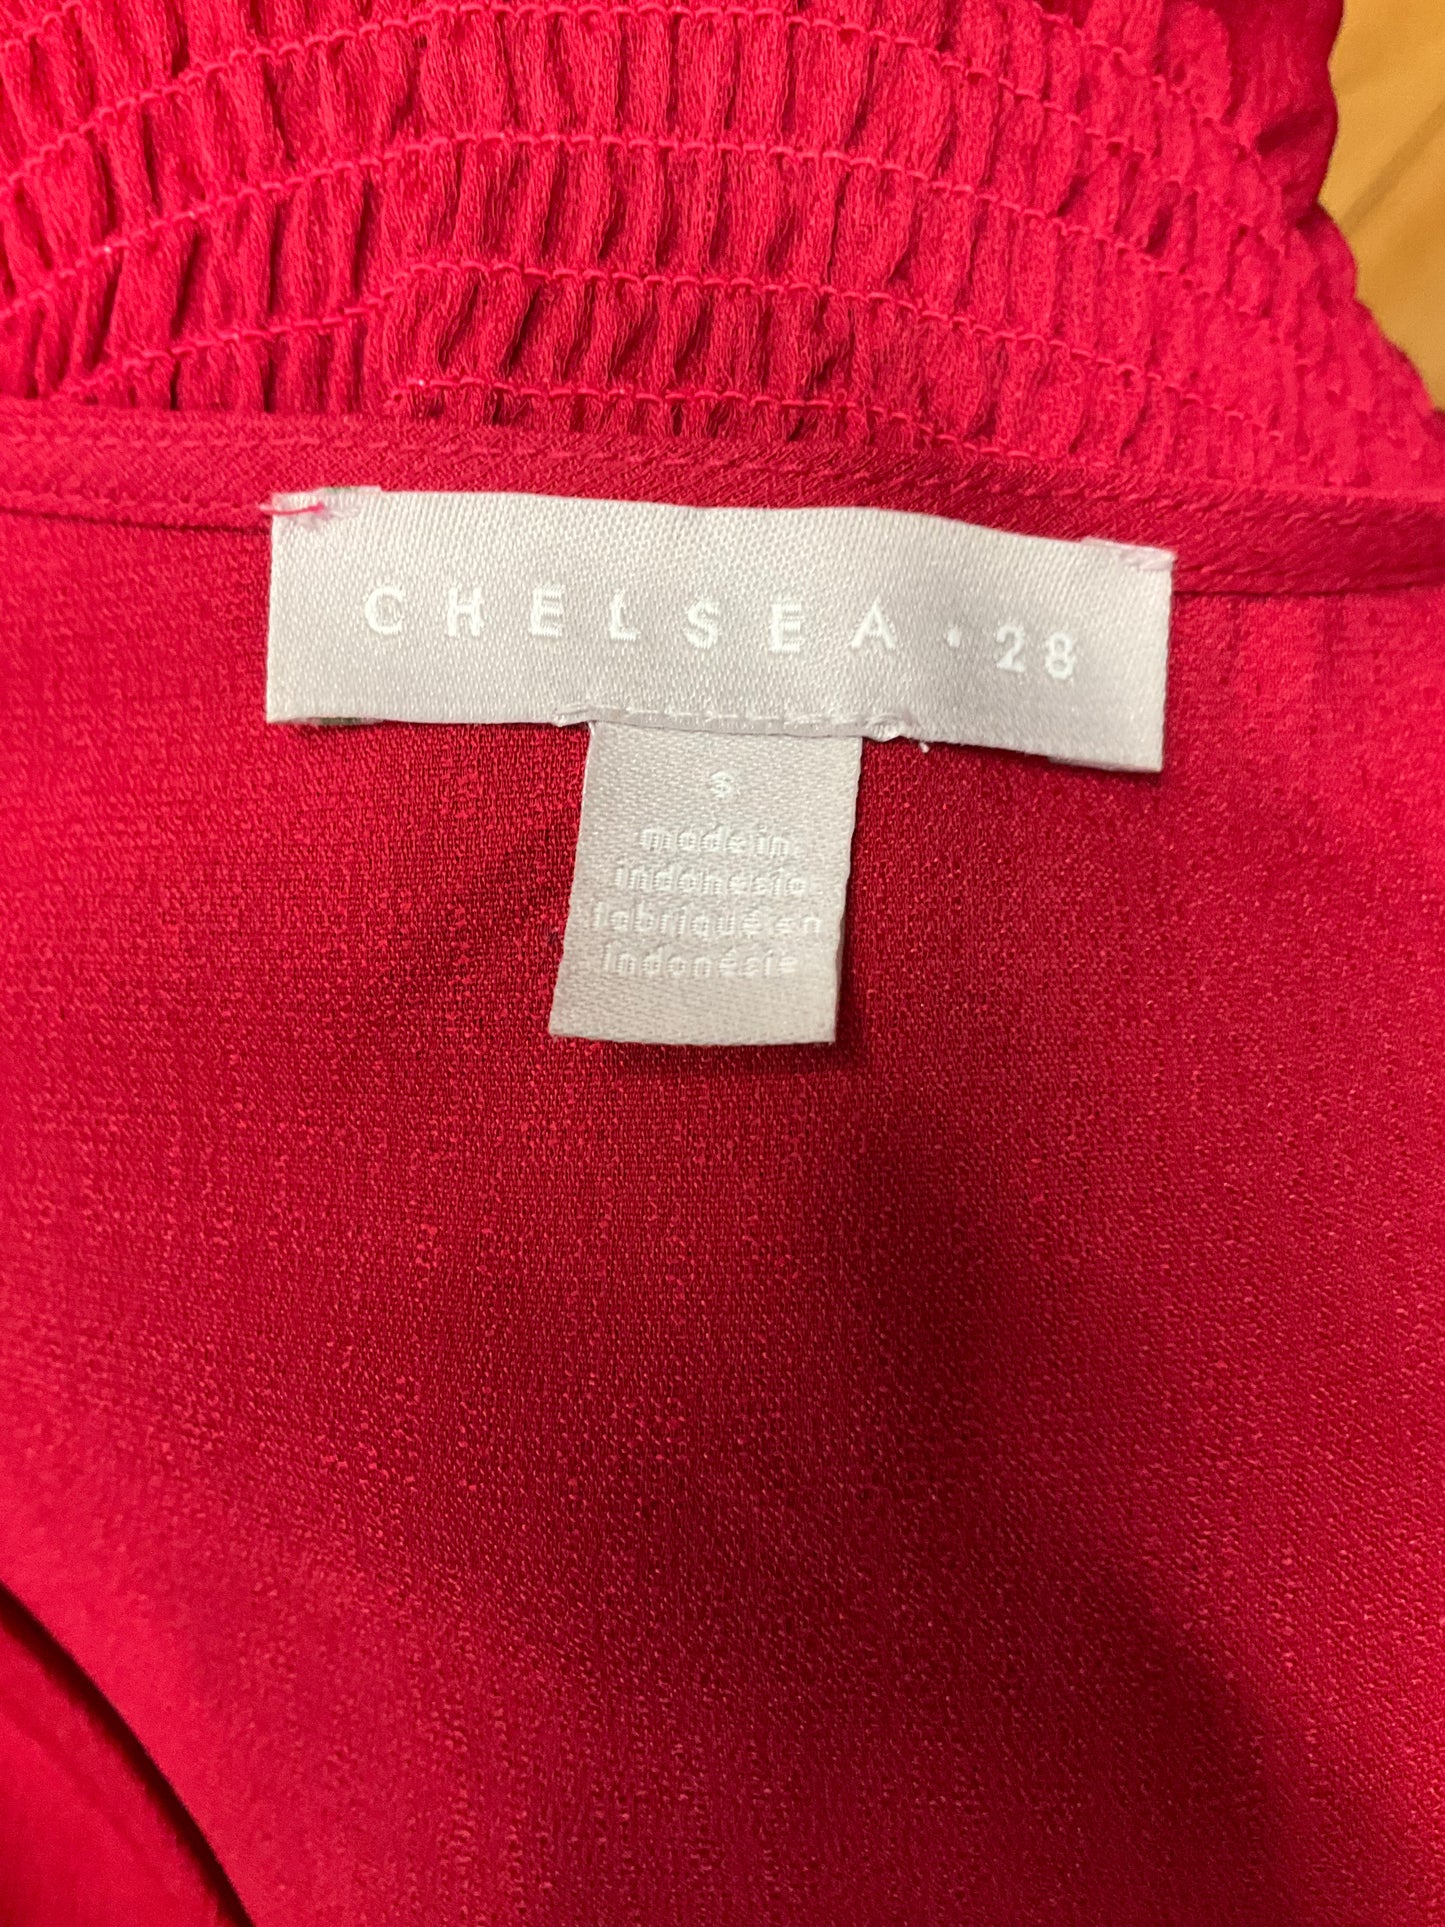 CHELSEA · 28
S
made in
indonesia
fabriqué en
indonésie